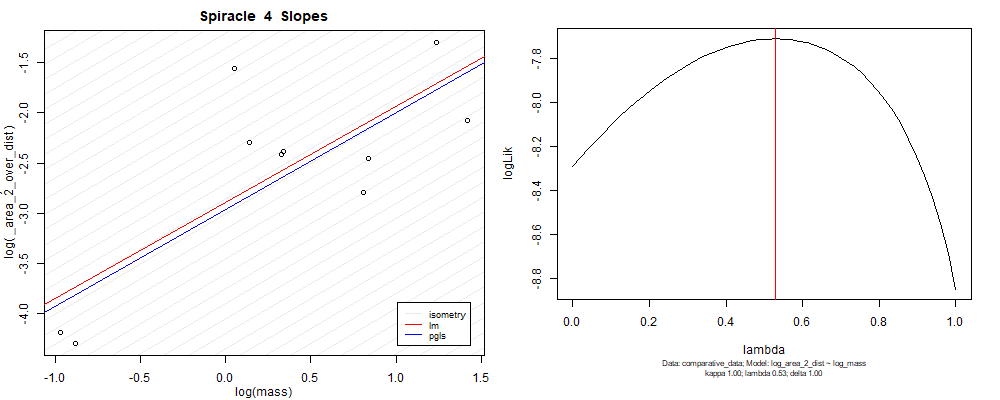 Spiracle 4 Slopes
log(_area_2_over_dist)
-1.5
-2.0
-2.5
-3.0
-3.5
-4.0
isometry
lm
pgls
-1.0 -0.5 0.0 0.5 1.0 1.5
log(mass)
logLik
-7.8
-8.0
-8.2
-8.4
-8.6
-8.8
0.0 0.2 0.4 0.6 0.8 1.0
lambda
Data: comparative_data; Model: log_area_2_dist ~ log_mass
kappa 1.00; lambda 0.53; delta 1.00